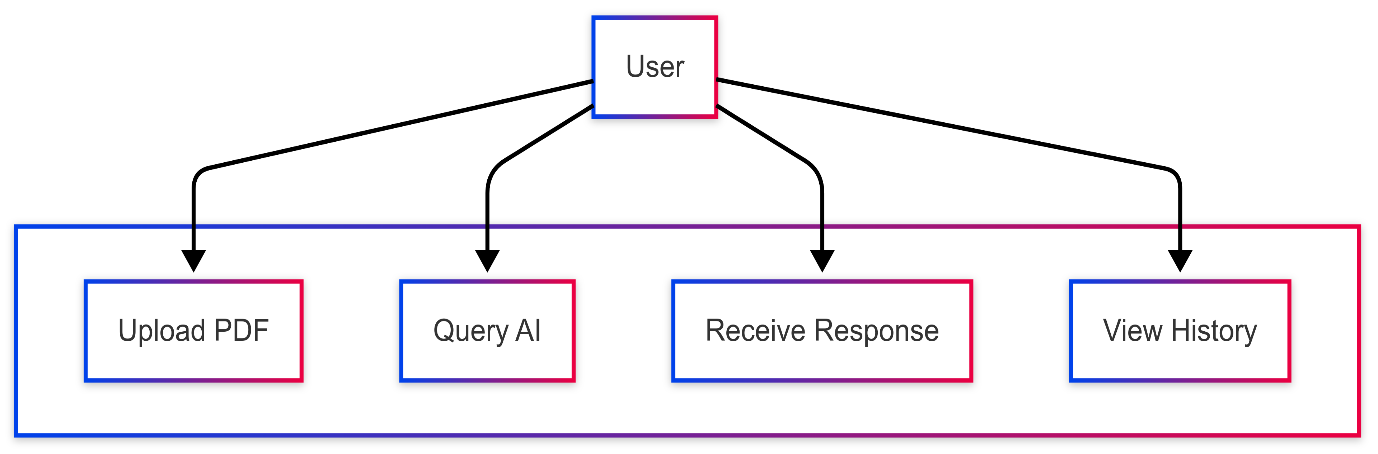 User
Upload PDF
Query AI
Receive Response
View History